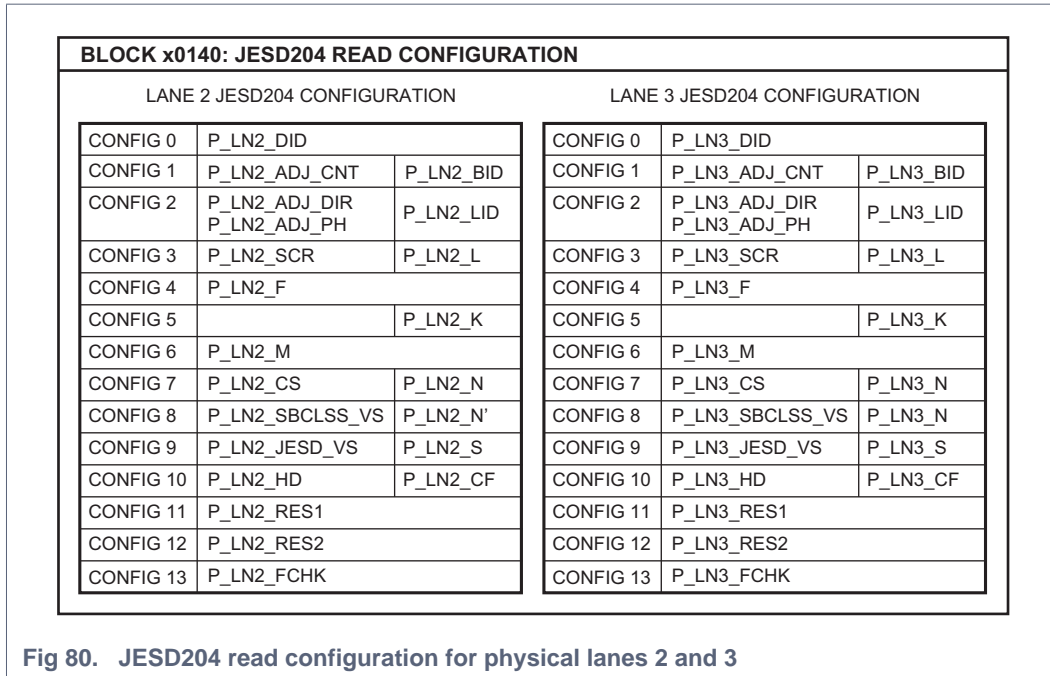 BLOCK x0140: JESD204 READ CONFIGURATION
LANE 2 JESD204 CONFIGURATION
CONFIG 0 P_LN2_DID
CONFIG 1 P_LN2_ADJ_CNT P_LN2_BID
CONFIG 2 P_LN2_ADJ_DIR
P_LN2_ADJ_PH P_LN2_LID
CONFIG 3 P_LN2_SCR P_LN2_L
CONFIG 4 P_LN2_F
CONFIG 5 P_LN2_K
CONFIG 6 P_LN2_M
CONFIG 7 P_LN2_CS P_LN2_N
CONFIG 8 P_LN2_SBCLSS_VS P_LN2_N’
CONFIG 9 P_LN2_JESD_VS P_LN2_S
CONFIG 10 P_LN2_HD P_LN2_CF
CONFIG 11 P_LN2_RES1
CONFIG 12 P_LN2_RES2
CONFIG 13 P_LN2_FCHK
LANE 3 JESD204 CONFIGURATION
CONFIG 0 P_LN3_DID
CONFIG 1 P_LN3_ADJ_CNT P_LN3_BID
CONFIG 2 P_LN3_ADJ_DIR
P_LN3_ADJ_PH P_LN3_LID
CONFIG 3 P_LN3_SCR P_LN3_L
CONFIG 4 P_LN3_F
CONFIG 5 P_LN3_K
CONFIG 6 P_LN3_M
CONFIG 7 P_LN3_CS P_LN3_N
CONFIG 8 P_LN3_SBCLSS_VS P_LN3_N
CONFIG 9 P_LN3_JESD_VS P_LN3_S
CONFIG 10 P_LN3_HD P_LN3_CF
CONFIG 11 P_LN3_RES1
CONFIG 12 P_LN3_RES2
CONFIG 13 P_LN3_FCHK
Fig 80. JESD204 read configuration for physical lanes 2 and 3